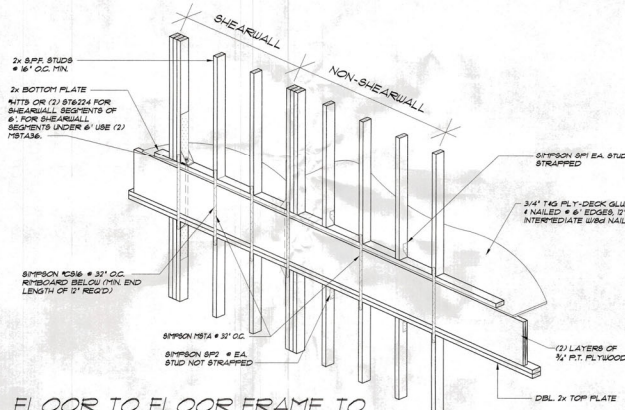 SHEARWALL
NON-SHEARWALL
2x S.P.F. STUDS
@ 16" O.C. MIN.
2x BOTTOM PLATE
*HTT5 OR (2) ST6224 FOR
SHEARWALL SEGMENTS OF
6'. FOR SHEARWALL
SEGMENTS UNDER 6' USE (2)
MSTA36.
SIMPSON SP1 EA. STUD
STRAPPED
3/4" T&G PLY-DECK GLU
& NAILED @ 6" EDGES, 12"
INTERMEDIATE W/8d NAIL
SIMPSON *CS16 @ 32" O.C.
RIMBOARD BELOW (MIN. END
LENGTH OF 12" REQ'D)
SIMPSON MSTA @ 32" O.C.
SIMPSON SP2 @ EA.
STUD NOT STRAPPED
(2) LAYERS OF
3/4" P.T. PLYWOOD
DBL. 2x TOP PLATE
FLOOR TO FLOOR FRAME TO